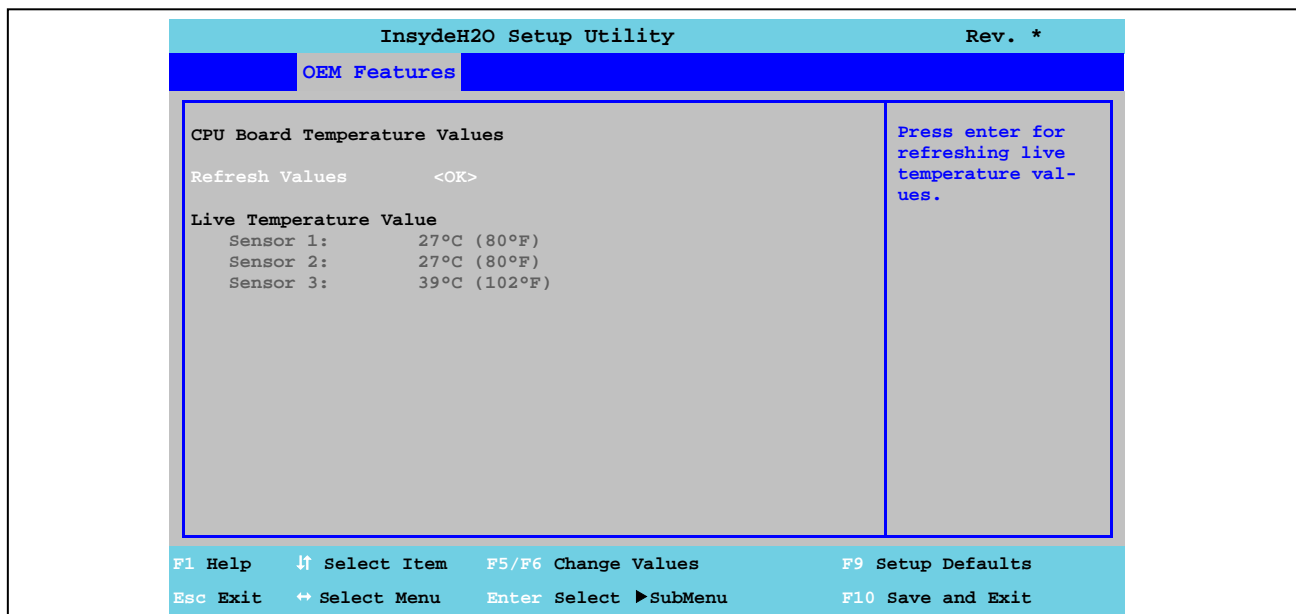 InsydeH2O Setup Utility Rev. *
OEM Features
CPU Board Temperature Values
Refresh Values <OK>
Live Temperature Value
Sensor 1: 27°C (80°F)
Sensor 2: 27°C (80°F)
Sensor 3: 39°C (102°F)
Press enter for
refreshing live
temperature val-
ues.
F1 Help ↓↑ Select Item F5/F6 Change Values F9 Setup Defaults
Esc Exit ↔ Select Menu Enter Select ▶SubMenu F10 Save and Exit